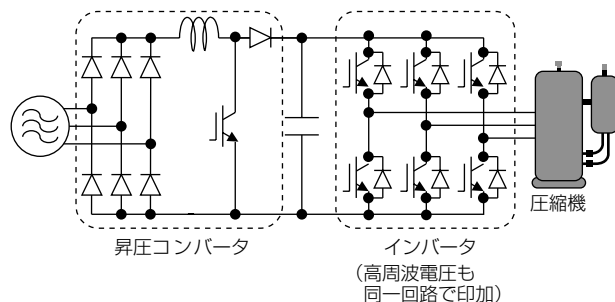 圧縮機
昇圧コンバータ
インバータ
（高周波電圧も
同一回路で印加）